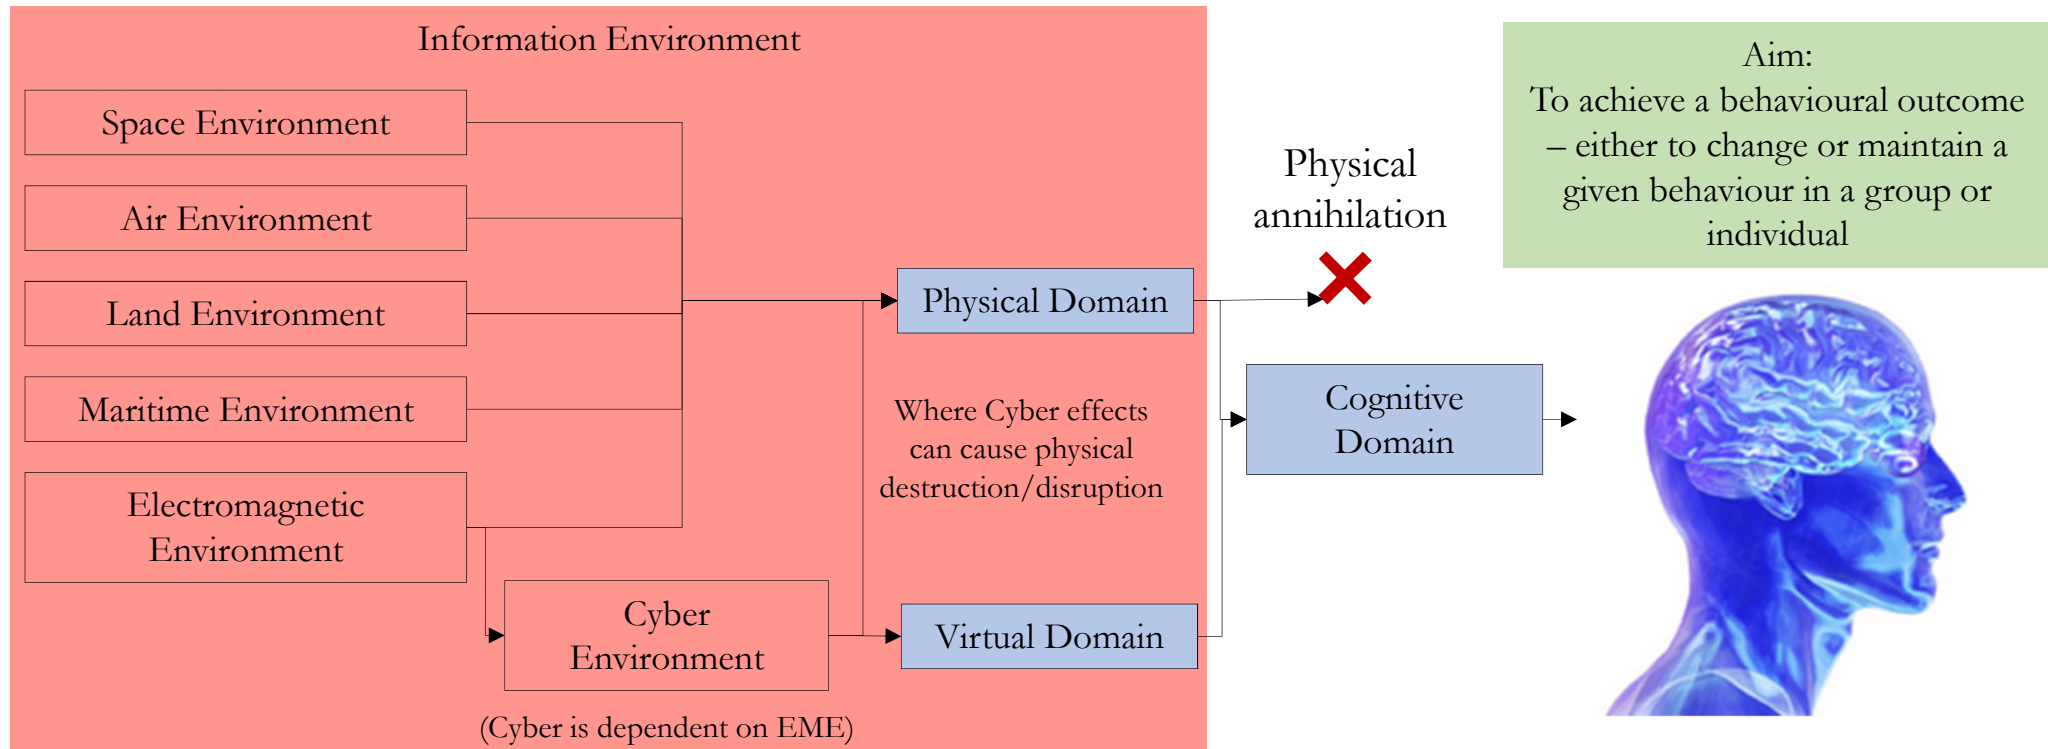 Information Environment
Space Environment
Air Environment
Land Environment
Maritime Environment
Electromagnetic
Environment
Cyber
Environment
(Cyber is dependent on EME)
Physical Domain
Where Cyber effects
can cause physical
destruction/disruption
Virtual Domain
Physical
annihilation
Cognitive
Domain
Aim:
To achieve a behavioural outcome
– either to change or maintain a
given behaviour in a group or
individual